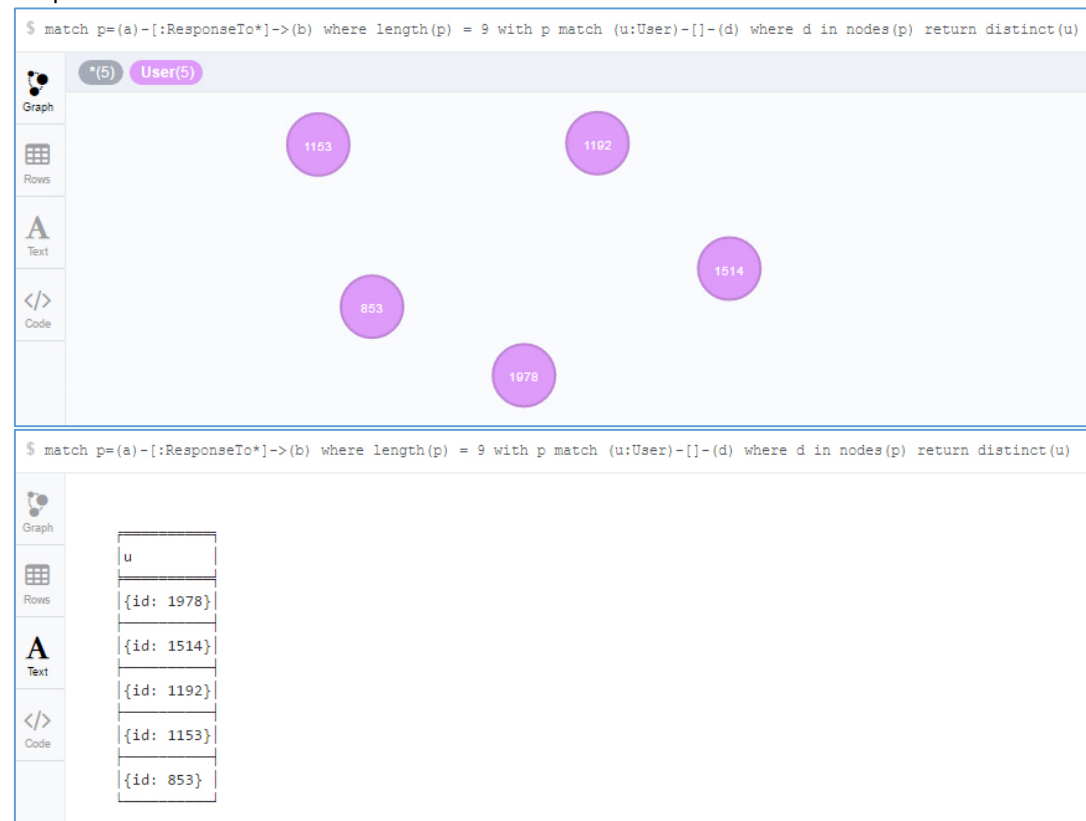 $ match p=(a)-[:ResponseTo*]->(b) where length(p) = 9 with p match (u:User)-[]-(d) where d in nodes(p) return distinct(u)
*(5) User(5)
Graph
1153
1192
Rows
A
Text
1514
</>
853
Code
1978
$ match p=(a)-[:ResponseTo*]->(b) where length(p) = 9 with p match (u:User)-[]-(d) where d in nodes(p) return distinct(u)
Graph
u
Rows
{id: 1978}
A
{id: 1514}
Text
{id: 1192}
</>
Code
{id: 1153}
{id: 853}